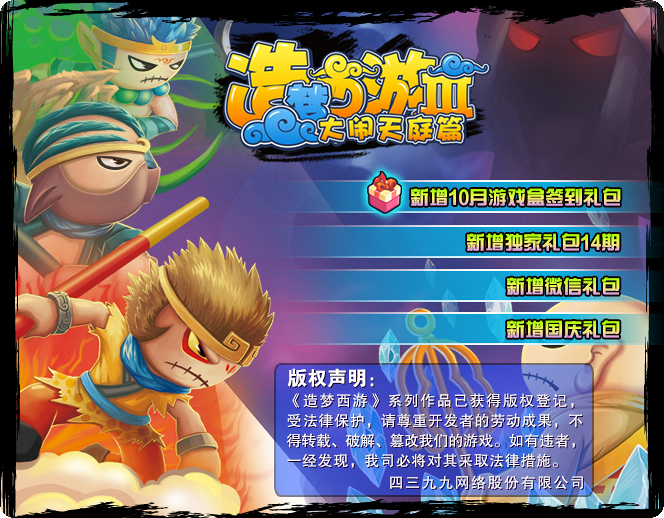 造梦西游III
大闹天庭篇
新增10月游戏盒签到礼包
新增独家礼包14期
新增微信礼包
新增国庆礼包
版权声明：
《造梦西游》系列作品已获得版权登记，
受法律保护，请尊重开发者的劳动成果，不
得转载、破解、篡改我们的游戏。如有违者，
一经发现，我司必将对其采取法律措施。
四三九九网络股份有限公司